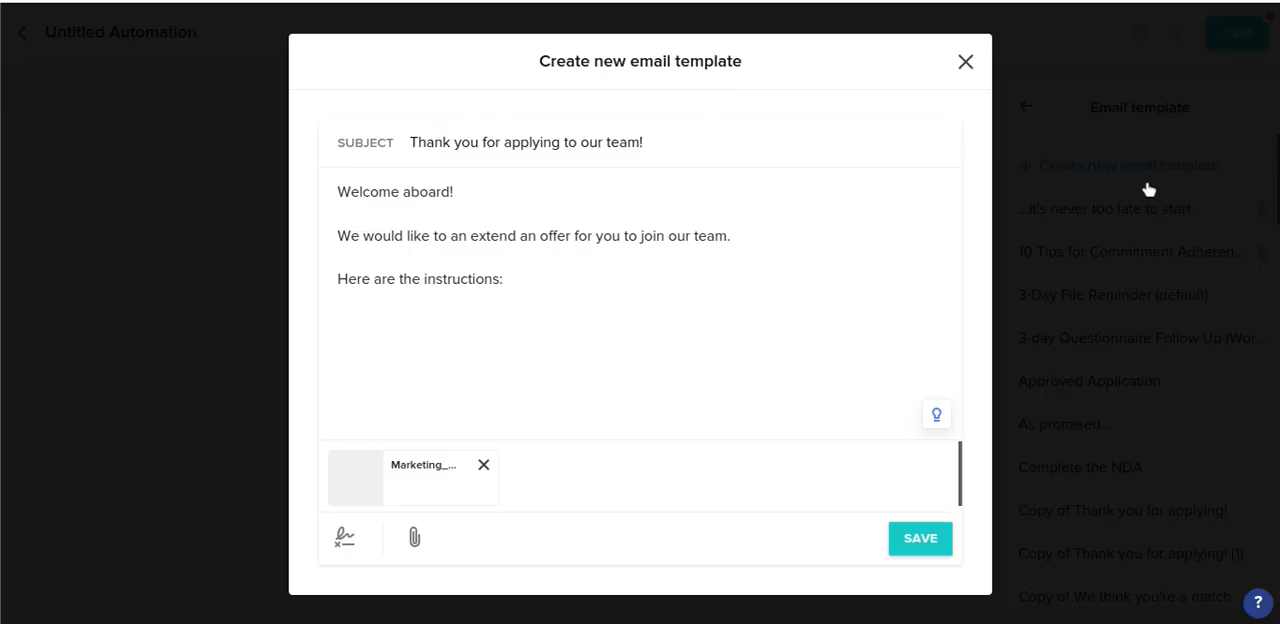 Untitled Automation
Create new email template
SUBJECT Thank you for applying to our team!
Welcome aboard!
We would like to an extend an offer for you to join our team.
Here are the instructions:
Marketing_...
SAVE
Email template
+ Create new email template
...it's never too late to start.
10 Tips for Commitment Adheren...
3-Day File Reminder (default)
3-day Questionnaire Follow Up (Wor...
Approved Application
As promised...
Complete the NDA
Copy of Thank you for applying!
Copy of Thank you for applying! (1)
Copy of We think you're a match
?